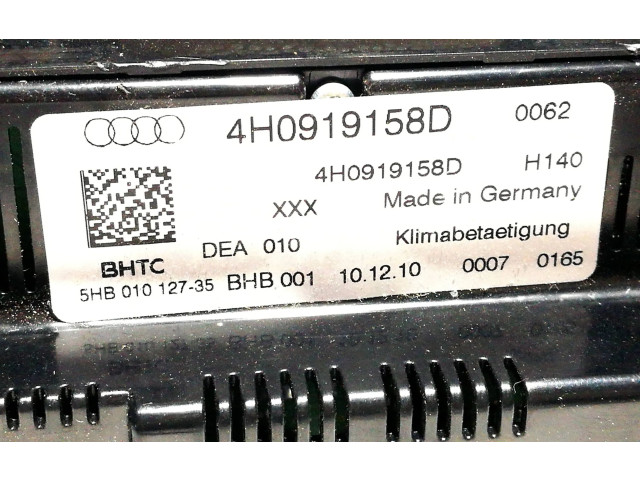 4H0919158D 0062
4H0919158D H140
XXX Made in Germany
DEA 010 Klimabetaetigung
BHTC
5HB 010 127-35 BHB 001 10.12.10 0007 0165